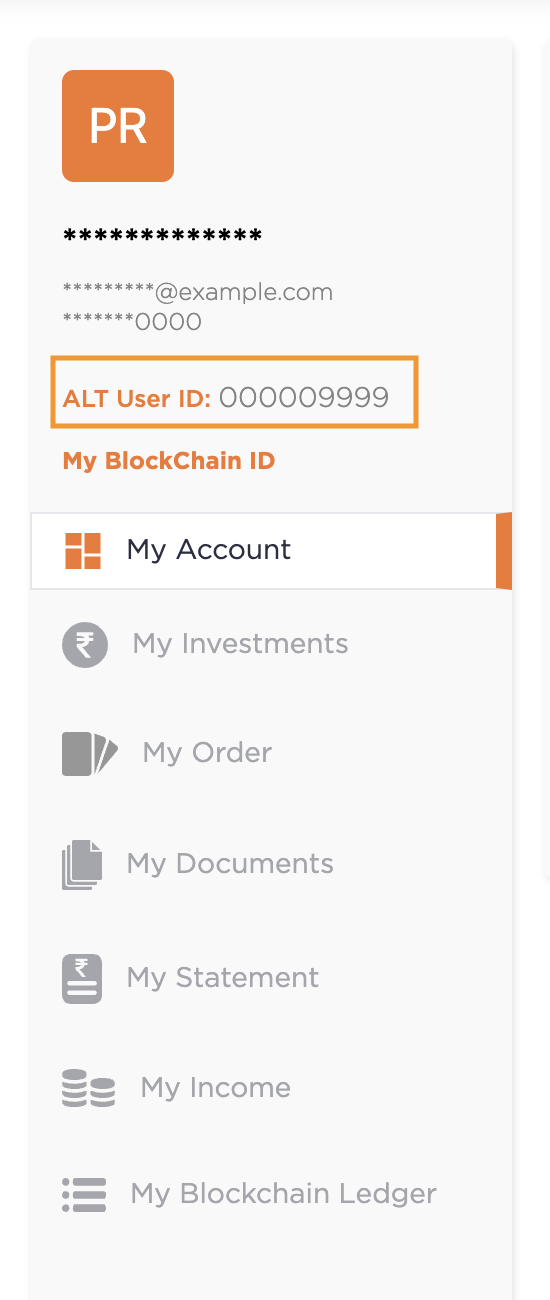 PR
*************
*********@example.com
*******0000
ALT User ID: 000009999
My BlockChain ID
My Account
₹ My Investments
My Order
My Documents
₹ My Statement
My Income
My Blockchain Ledger